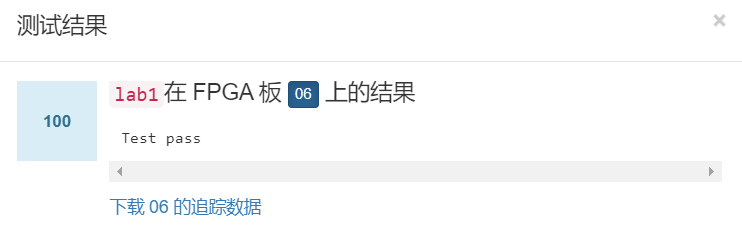 测试结果 ×
100
lab1在 FPGA 板 06 上的结果
Test pass
下载 06 的追踪数据